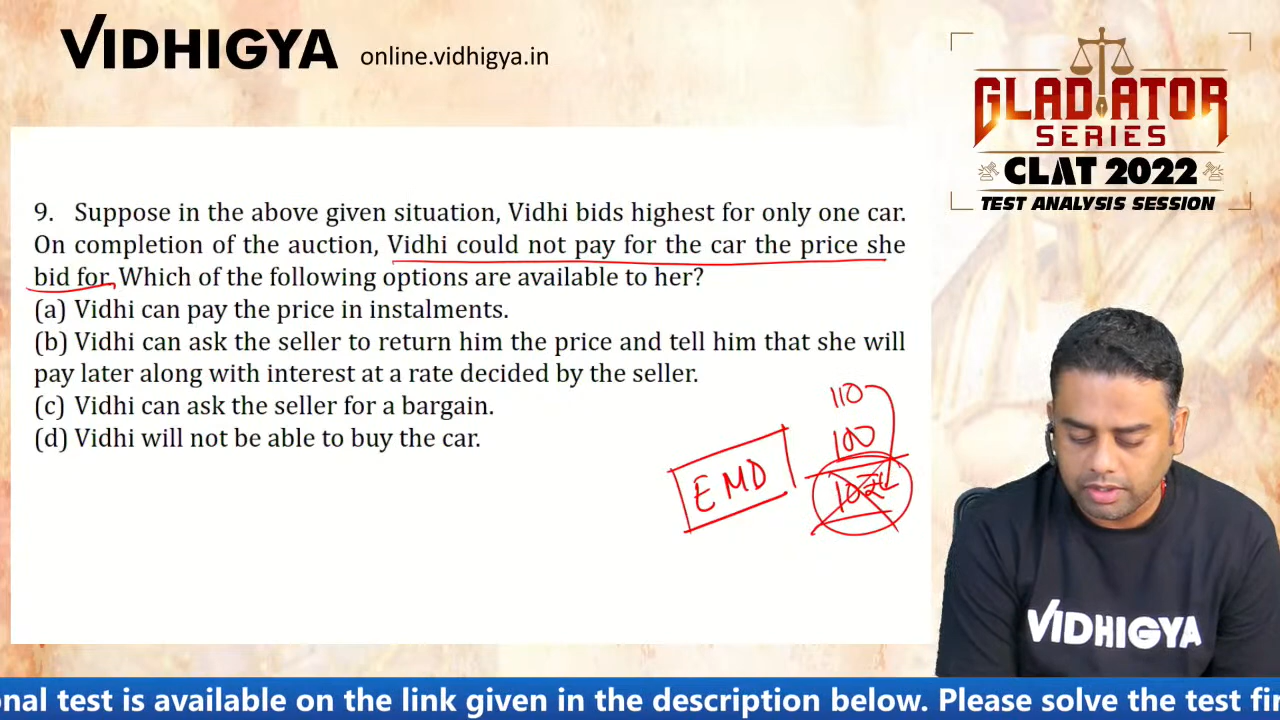 VIDHIGYA online.vidhigya.in
GLADIATOR
SERIES
CLAT 2022
TEST ANALYSIS SESSION
9. Suppose in the above given situation, Vidhi bids highest for only one car.
On completion of the auction, Vidhi could not pay for the car the price she
bid for. Which of the following options are available to her?
(a) Vidhi can pay the price in instalments.
(b) Vidhi can ask the seller to return him the price and tell him that she will
pay later along with interest at a rate decided by the seller.
(c) Vidhi can ask the seller for a bargain.
(d) Vidhi will not be able to buy the car.
110
100
EMD
VIDHIGYA
onal test is available on the link given in the description below. Please solve the test fir